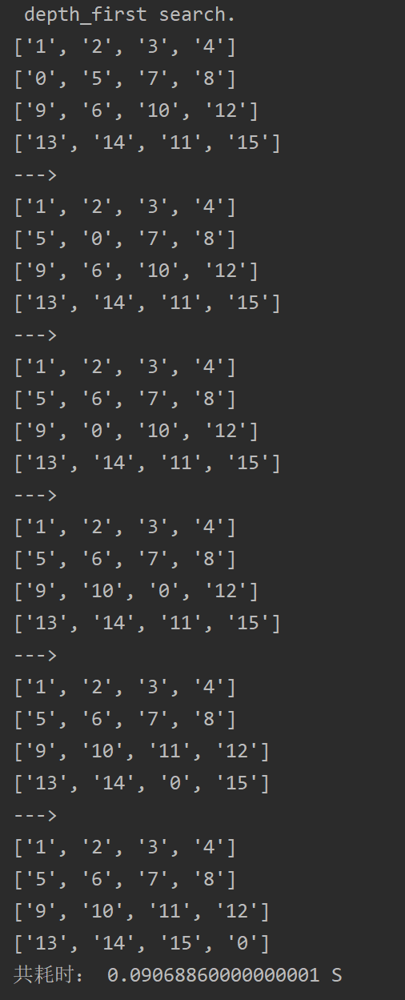 depth_first search.
['1', '2', '3', '4']
['0', '5', '7', '8']
['9', '6', '10', '12']
['13', '14', '11', '15']
--->
['1', '2', '3', '4']
['5', '0', '7', '8']
['9', '6', '10', '12']
['13', '14', '11', '15']
--->
['1', '2', '3', '4']
['5', '6', '7', '8']
['9', '0', '10', '12']
['13', '14', '11', '15']
--->
['1', '2', '3', '4']
['5', '6', '7', '8']
['9', '10', '0', '12']
['13', '14', '11', '15']
--->
['1', '2', '3', '4']
['5', '6', '7', '8']
['9', '10', '11', '12']
['13', '14', '0', '15']
--->
['1', '2', '3', '4']
['5', '6', '7', '8']
['9', '10', '11', '12']
['13', '14', '15', '0']
共耗时: 0.09068860000000001 S